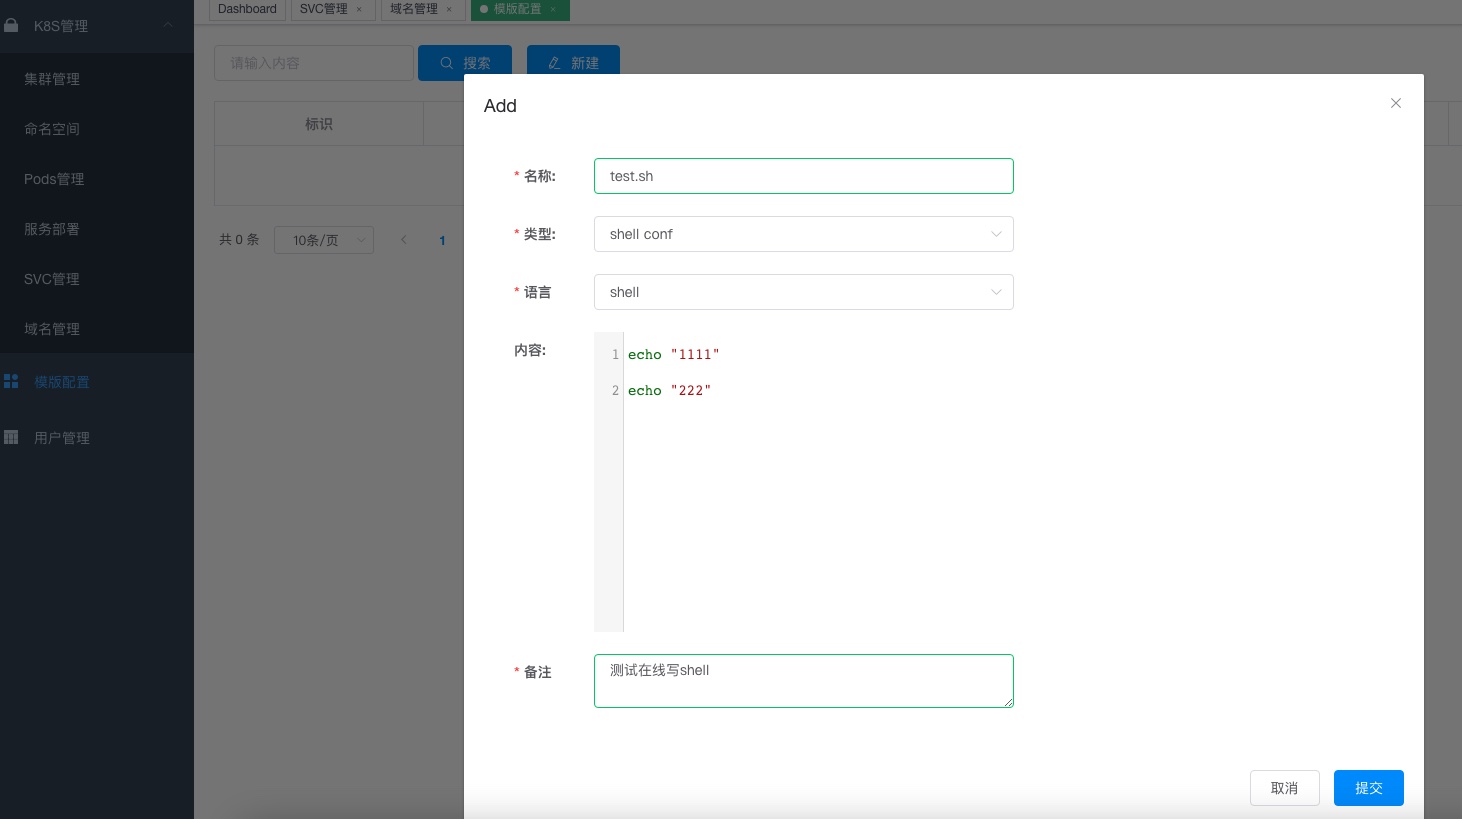 K8S管理
集群管理
命名空间
Pods管理
服务部署
SVC管理
域名管理
模版配置
用户管理
Dashboard SVC管理 × 域名管理 × 模版配置 ×
请输入内容 搜索 新建
标识
共 0 条 10条/页 1
Add
* 名称: test.sh
* 类型: shell conf
* 语言 shell
内容:
1 echo "1111"
2 echo "222"
* 备注 测试在线写shell
取消 提交